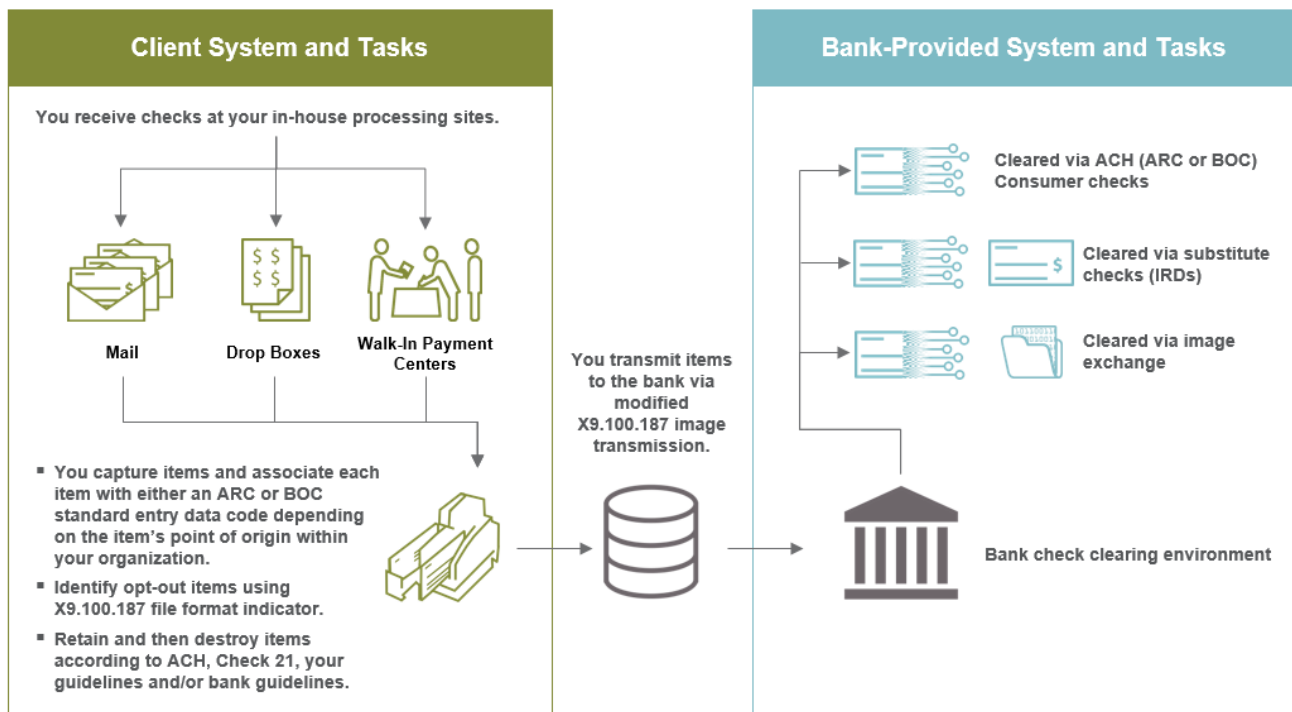 Client System and Tasks
You receive checks at your in-house processing sites.
Mail
Drop Boxes
Walk-In Payment
Centers
▪ You capture items and associate each
item with either an ARC or BOC
standard entry data code depending
on the item's point of origin within
your organization.
▪ Identify opt-out items using
X9.100.187 file format indicator.
▪ Retain and then destroy items
according to ACH, Check 21, your
guidelines and/or bank guidelines.
You transmit items
to the bank via
modified
X9.100.187 image
transmission.
Bank-Provided System and Tasks
Cleared via ACH (ARC or BOC)
Consumer checks
Cleared via substitute
checks (IRDs)
Cleared via image
exchange
Bank check clearing environment